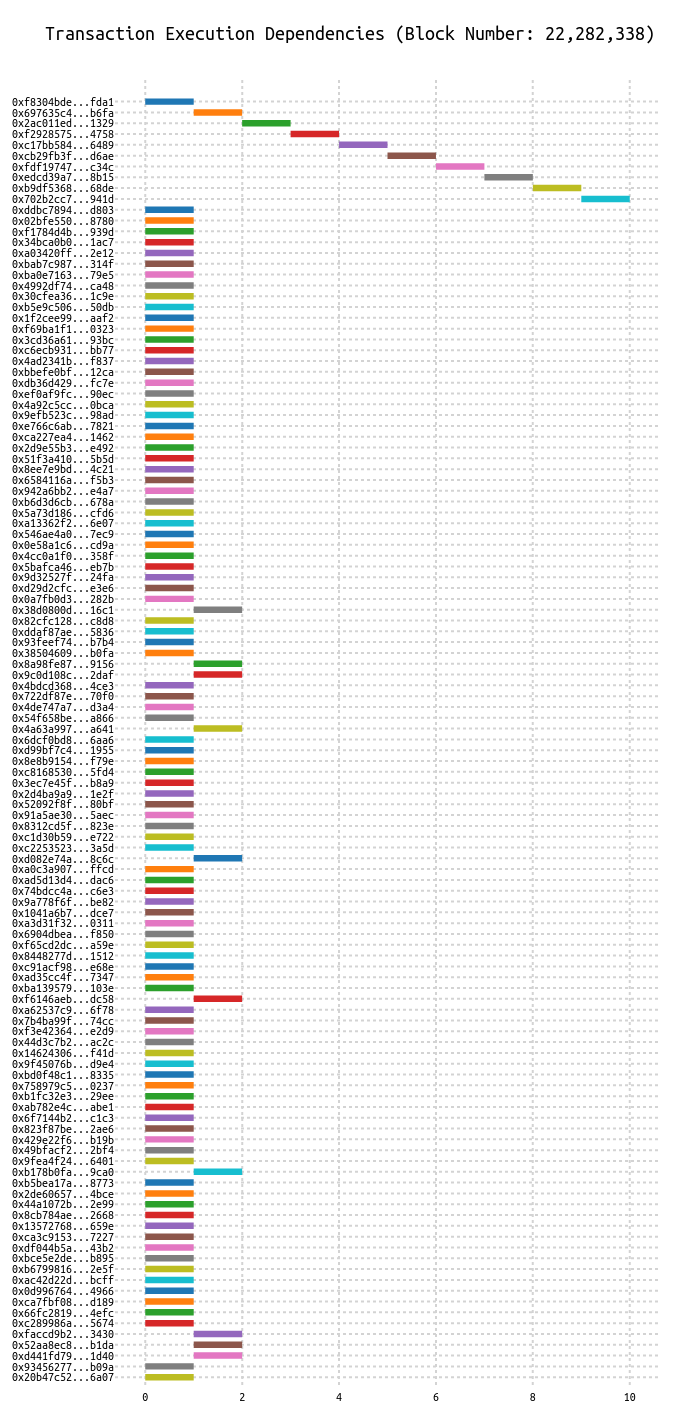 Transaction Execution Dependencies (Block Number: 22,282,338)
0xf8304bde...fda1
0x697635c4...b6fa
0x2ac011ed...1329
0xf2928575...4758
0xc17bb584...6489
0xcb29fb3f...d6ae
0xfdf19747...c34c
0xedcd39a7...8b15
0xb9df5368...68de
0x702b2cc7...941d
0xddbc7894...d803
0x02bfe550...8780
0xf1784d4b...939d
0x34bca0b0...1ac7
0xa03420ff...2e12
0xbab7c987...314f
0xba0e7163...79e5
0x4992df74...ca48
0x30cfea36...1c9e
0xb5e9c506...50db
0x1f2cee99...aaf2
0xf69ba1f1...0323
0x3cd36a61...93bc
0xc6ecb931...bb77
0x4ad2341b...f837
0xbbefe0bf...12ca
0xdb36d429...fc7e
0xef0af9fc...90ec
0x4a92c5cc...0bca
0x9efb523c...98ad
0xe766c6ab...7821
0xca227ea4...1462
0x2d9e55b3...e492
0x51f3a410...5b5d
0x8ee7e9bd...4c21
0x6584116a...f5b3
0x942a6bb2...e4a7
0xb6d3d6cb...678a
0x5a73d186...cfd6
0xa13362f2...6e07
0x546ae4a0...7ec9
0x0e58a1c6...cd9a
0x4cc0a1f0...358f
0x5bafca46...eb7b
0x9d32527f...24fa
0xd29d2cfc...e3e6
0x0a7fb0d3...282b
0x38d0800d...16c1
0x82cfc128...c8d8
0xddaf87ae...5836
0x93feef74...b7b4
0x38504609...b0fa
0x8a98fe87...9156
0x9c0d108c...2daf
0x4bdcd368...4ce3
0x722df87e...70f0
0x4de747a7...d3a4
0x54f658be...a866
0x4a63a997...a641
0x6dcf0bd8...6aa6
0xd99bf7c4...1955
0x8e8b9154...f79e
0xc8168530...5fd4
0x3ec7e45f...b8a9
0x2d4ba9a9...1e2f
0x52092f8f...80bf
0x91a5ae30...5aec
0x8312cd5f...823e
0xc1d30b59...e722
0xc2253523...3a5d
0xd082e74a...8c6c
0xa0c3a907...ffcd
0xad5d13d4...dac6
0x74bdcc4a...c6e3
0x9a778f6f...be82
0x1041a6b7...dce7
0xa3d31f32...0311
0x6904dbea...f850
0xf65cd2dc...a59e
0x8448277d...1512
0xc91acf98...e68e
0xad35cc4f...7347
0xba139579...103e
0xf6146aeb...dc58
0xa62537c9...6f78
0x7b4ba99f...74cc
0xf3e42364...e2d9
0x44d3c7b2...ac2c
0x14624306...f41d
0x9f45076b...d9e4
0xbd0f48c1...8335
0x758979c5...0237
0xb1fc32e3...29ee
0xab782e4c...abe1
0x6f7144b2...c1c3
0x823f87be...2ae6
0x429e22f6...b19b
0x49bfacf2...2bf4
0x9fea4f24...6401
0xb178b0fa...9ca0
0xb5bea17a...8773
0x2de60657...4bce
0x44a1072b...2e99
0x8cb784ae...2668
0x13572768...659e
0xca3c9153...7227
0xdf044b5a...43b2
0xbce5e2de...b895
0xb6799816...2e5f
0xac42d22d...bcff
0x0d996764...4966
0xca7fbf08...d189
0x66fc2819...4efc
0xc289986a...5674
0xfaccd9b2...3430
0x52aa8ec8...b1da
0xd441fd79...1d40
0x93456277...b09a
0x20b47c52...6a07
0 2 4 6 8 10